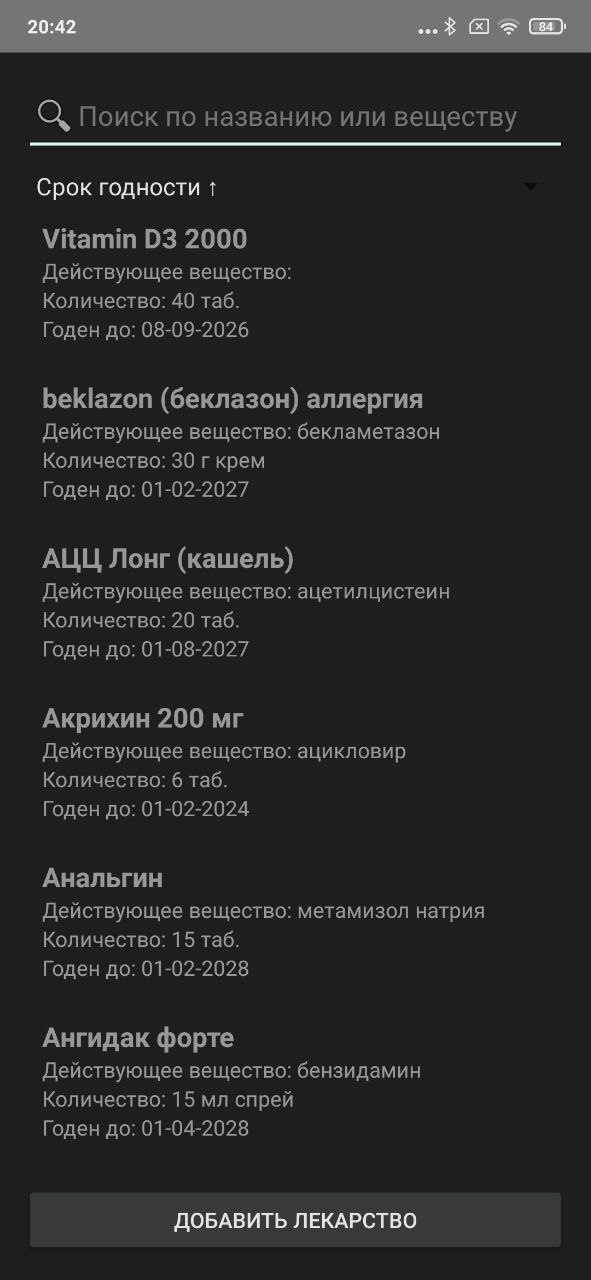 20:42
84
Поиск по названию или веществу
Срок годности ↑
Vitamin D3 2000
Действующее вещество:
Количество: 40 таб.
Годен до: 08-09-2026
beklazon (беклазон) аллергия
Действующее вещество: бекламетазон
Количество: 30 г крем
Годен до: 01-02-2027
АЦЦ Лонг (кашель)
Действующее вещество: ацетилцистеин
Количество: 20 таб.
Годен до: 01-08-2027
Акрихин 200 мг
Действующее вещество: ацикловир
Количество: 6 таб.
Годен до: 01-02-2024
Анальгин
Действующее вещество: метамизол натрия
Количество: 15 таб.
Годен до: 01-02-2028
Ангидак форте
Действующее вещество: бензидамин
Количество: 15 мл спрей
Годен до: 01-04-2028
ДОБАВИТЬ ЛЕКАРСТВО